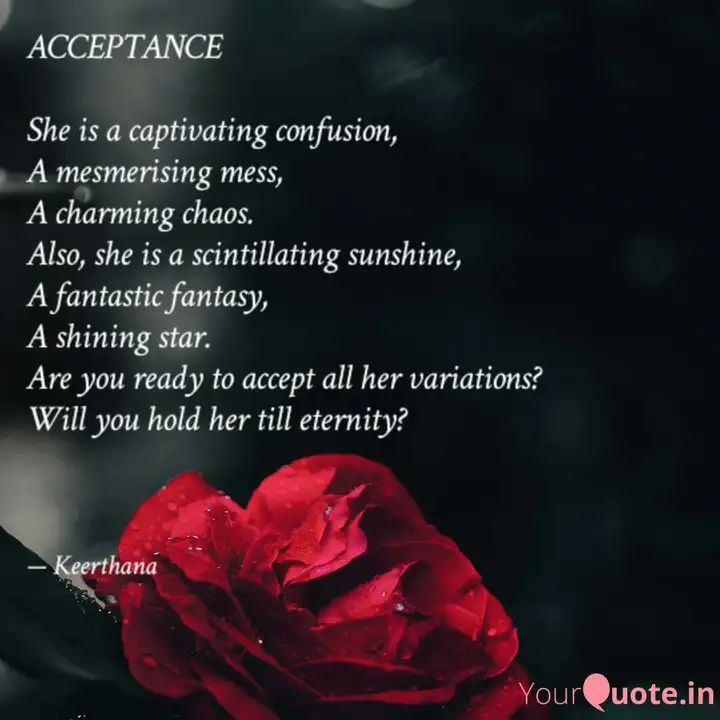 ACCEPTANCE
She is a captivating confusion,
A mesmerising mess,
A charming chaos.
Also, she is a scintillating sunshine,
A fantastic fantasy,
A shining star.
Are you ready to accept all her variations?
Will you hold her till eternity?
— Keerthana
YourQuote.in